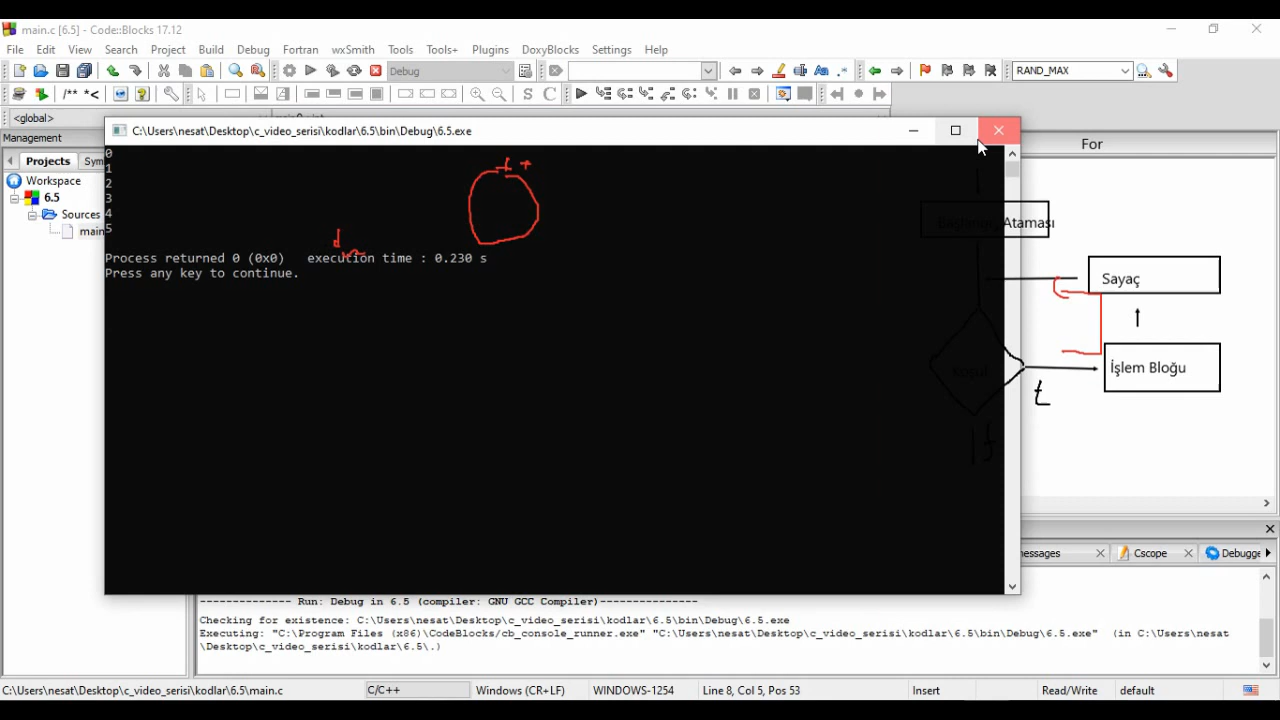 main.c [6.5] - Code::Blocks 17.12
File Edit View Search Project Build Debug Fortran wxSmith Tools Tools+ Plugins DoxyBlocks Settings Help
Debug
RAND_MAX
/** *<
S C
<global>
Management
C:\Users\nesat\Desktop\c_video_serisi\kodlar\6.5\bin\Debug\6.5.exe
For
Projects Sym
Workspace
6.5
Sources
main
0
1
2
3
4
5
Process returned 0 (0x0) execution time : 0.230 s
Press any key to continue.
Başlangıç Ataması
Sayaç
Koşul
İşlem Bloğu
t
f
essages
Cscope
Debugge
-------------- Run: Debug in 6.5 (compiler: GNU GCC Compiler)---------------
Checking for existence: C:\Users\nesat\Desktop\c_video_serisi\kodlar\6.5\bin\Debug\6.5.exe
Executing: "C:\Program Files (x86)\CodeBlocks/cb_console_runner.exe" "C:\Users\nesat\Desktop\c_video_serisi\kodlar\6.5\bin\Debug\6.5.exe" (in C:\Users\nesat
\Desktop\c_video_serisi\kodlar\6.5\.)
C:\Users\nesat\Desktop\c_video_serisi\kodlar\6.5\main.c C/C++ Windows (CR+LF) WINDOWS-1254 Line 8, Col 5, Pos 53 Insert Read/Write default